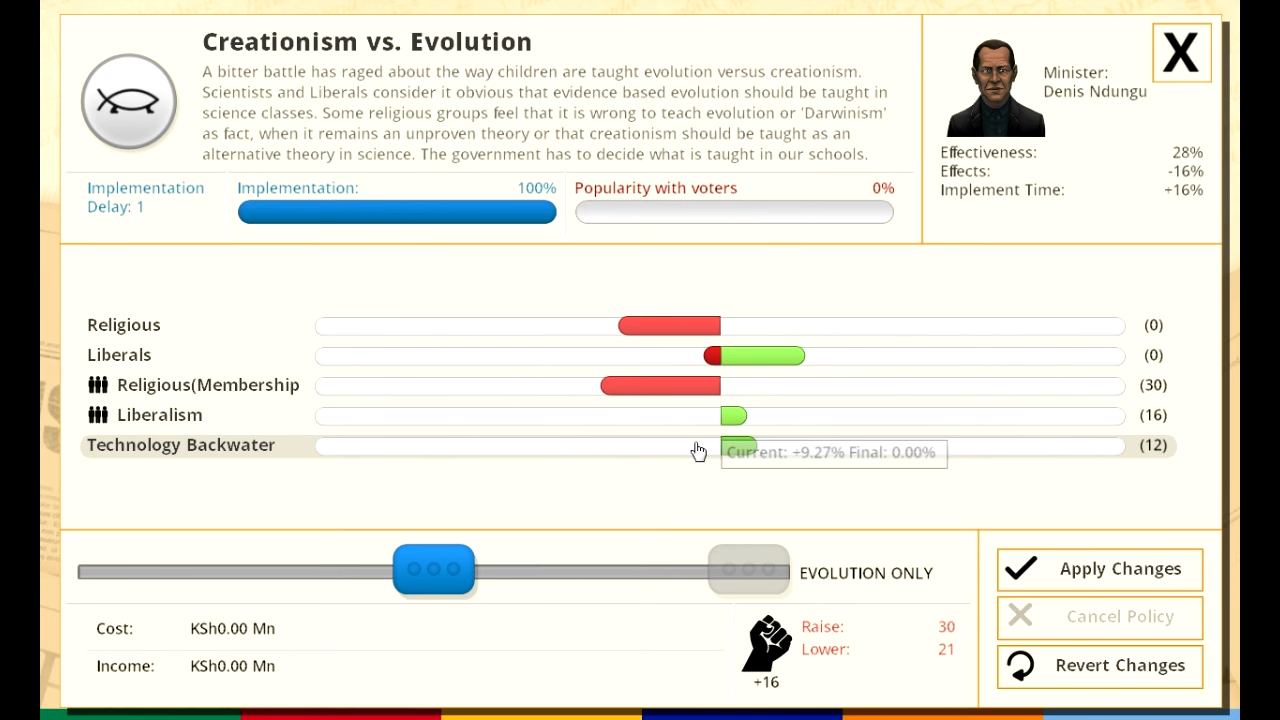 Creationism vs. Evolution
A bitter battle has raged about the way children are taught evolution versus creationism.
Scientists and Liberals consider it obvious that evidence based evolution should be taught in
science classes. Some religious groups feel that it is wrong to teach evolution or 'Darwinism'
as fact, when it remains an unproven theory or that creationism should be taught as an
alternative theory in science. The government has to decide what is taught in our schools.
X
Minister:
Denis Ndungu
Effectiveness: 28%
Effects: -16%
Implement Time: +16%
Implementation
Delay: 1
Implementation: 100%
Popularity with voters 0%
Religious (0)
Liberals (0)
Religious(Membership (30)
Liberalism (16)
Technology Backwater (12)
Current: +9.27% Final: 0.00%
EVOLUTION ONLY
Cost: KSh0.00 Mn
Income: KSh0.00 Mn
Raise: 30
Lower: 21
+16
Apply Changes
Cancel Policy
Revert Changes